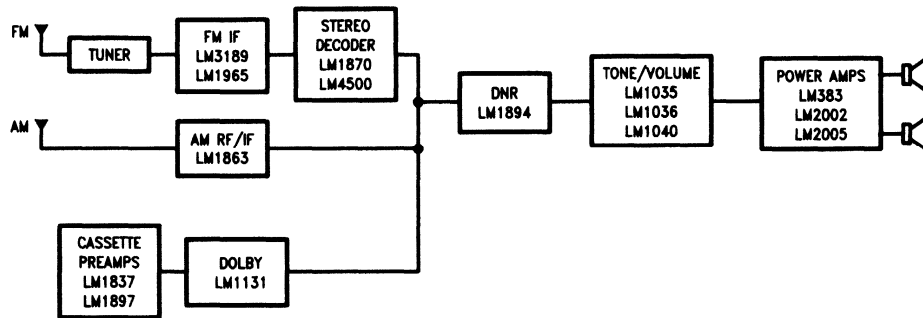 FM
TUNER
FM IF
LM3189
LM1965
STEREO
DECODER
LM1870
LM4500
AM
AM RF/IF
LM1863
CASSETTE
PREAMPS
LM1837
LM1897
DOLBY
LM1131
DNR
LM1894
TONE/VOLUME
LM1035
LM1036
LM1040
POWER AMPS
LM383
LM2002
LM2005